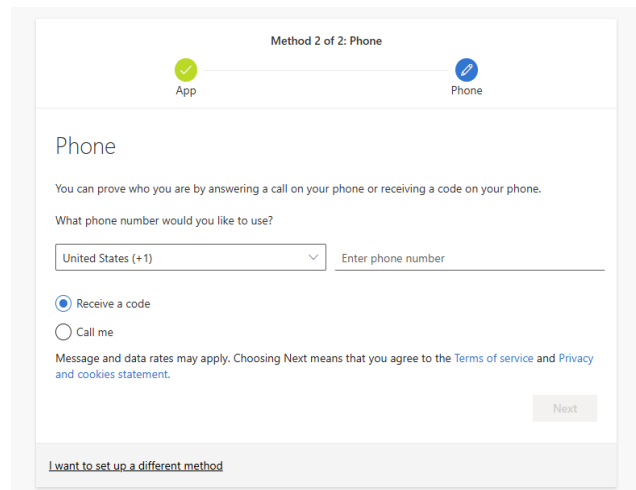 Method 2 of 2: Phone
App
Phone
Phone
You can prove who you are by answering a call on your phone or receiving a code on your phone.
What phone number would you like to use?
United States (+1)
Enter phone number
Receive a code
Call me
Message and data rates may apply. Choosing Next means that you agree to the Terms of service and Privacy
and cookies statement.
Next
I want to set up a different method